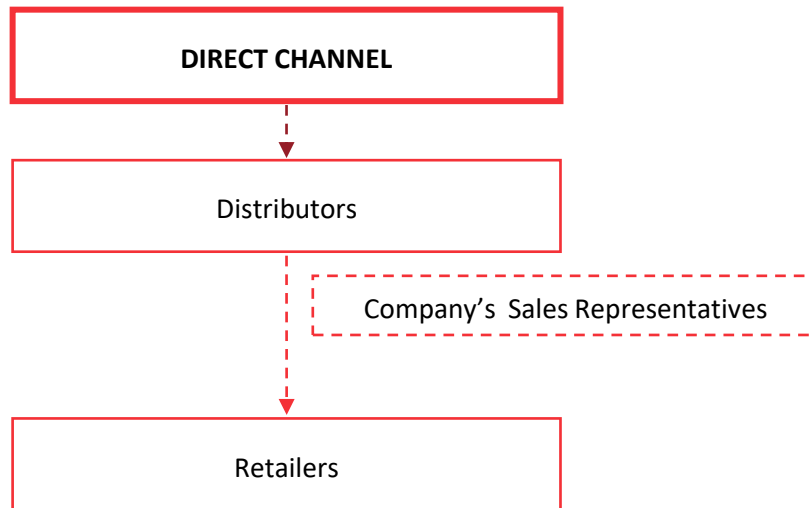 DIRECT CHANNEL
Distributors
Company’s  Sales Representatives
Retailers